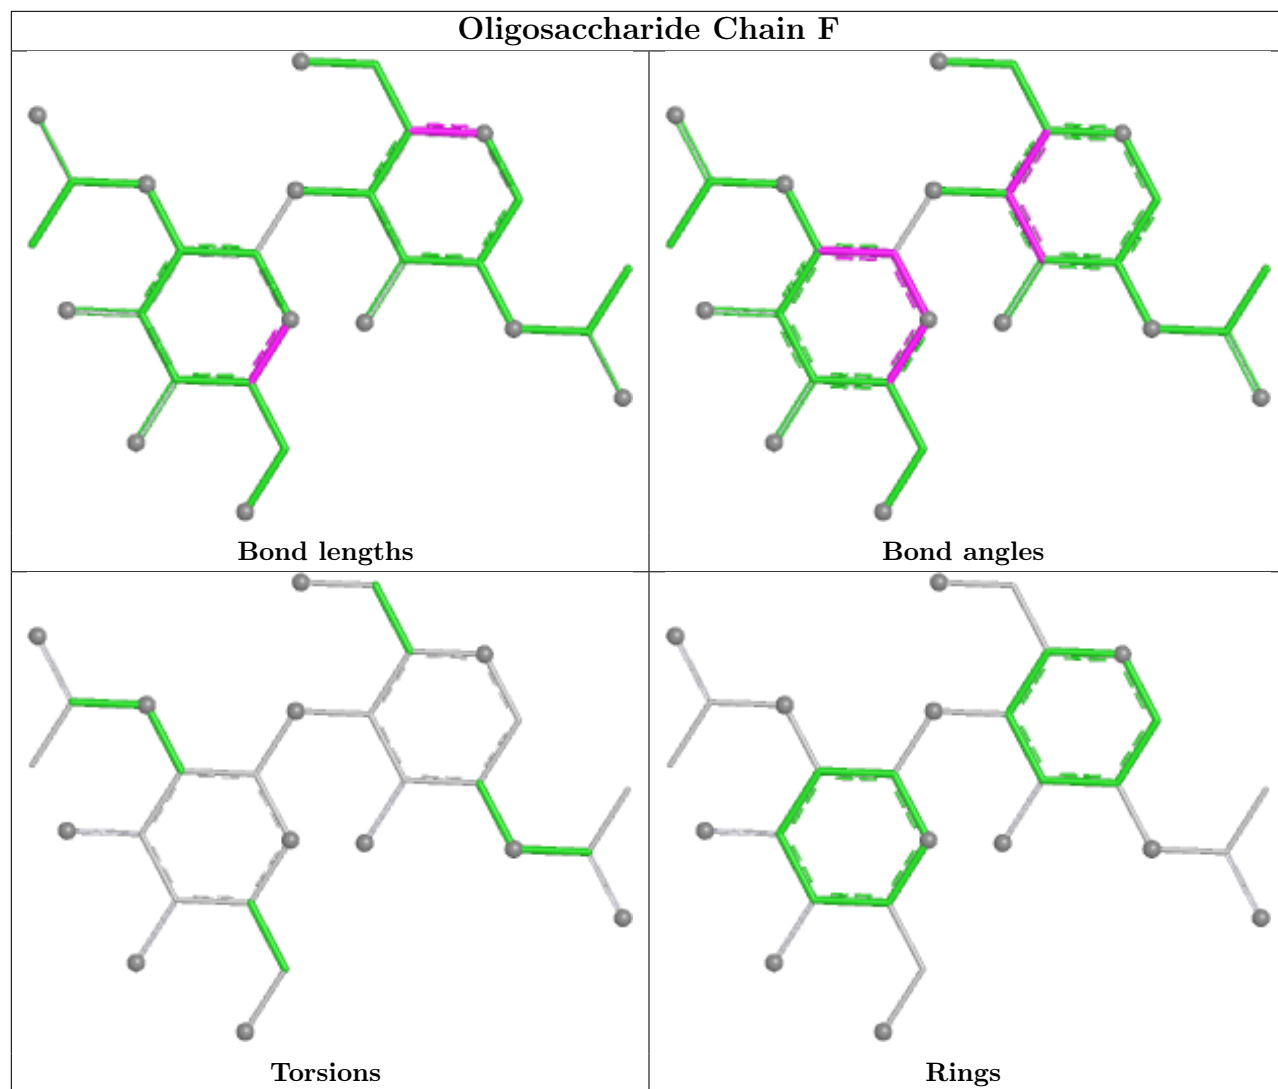 Oligosaccharide Chain F
Bond lengths
Bond angles
Torsions
Rings